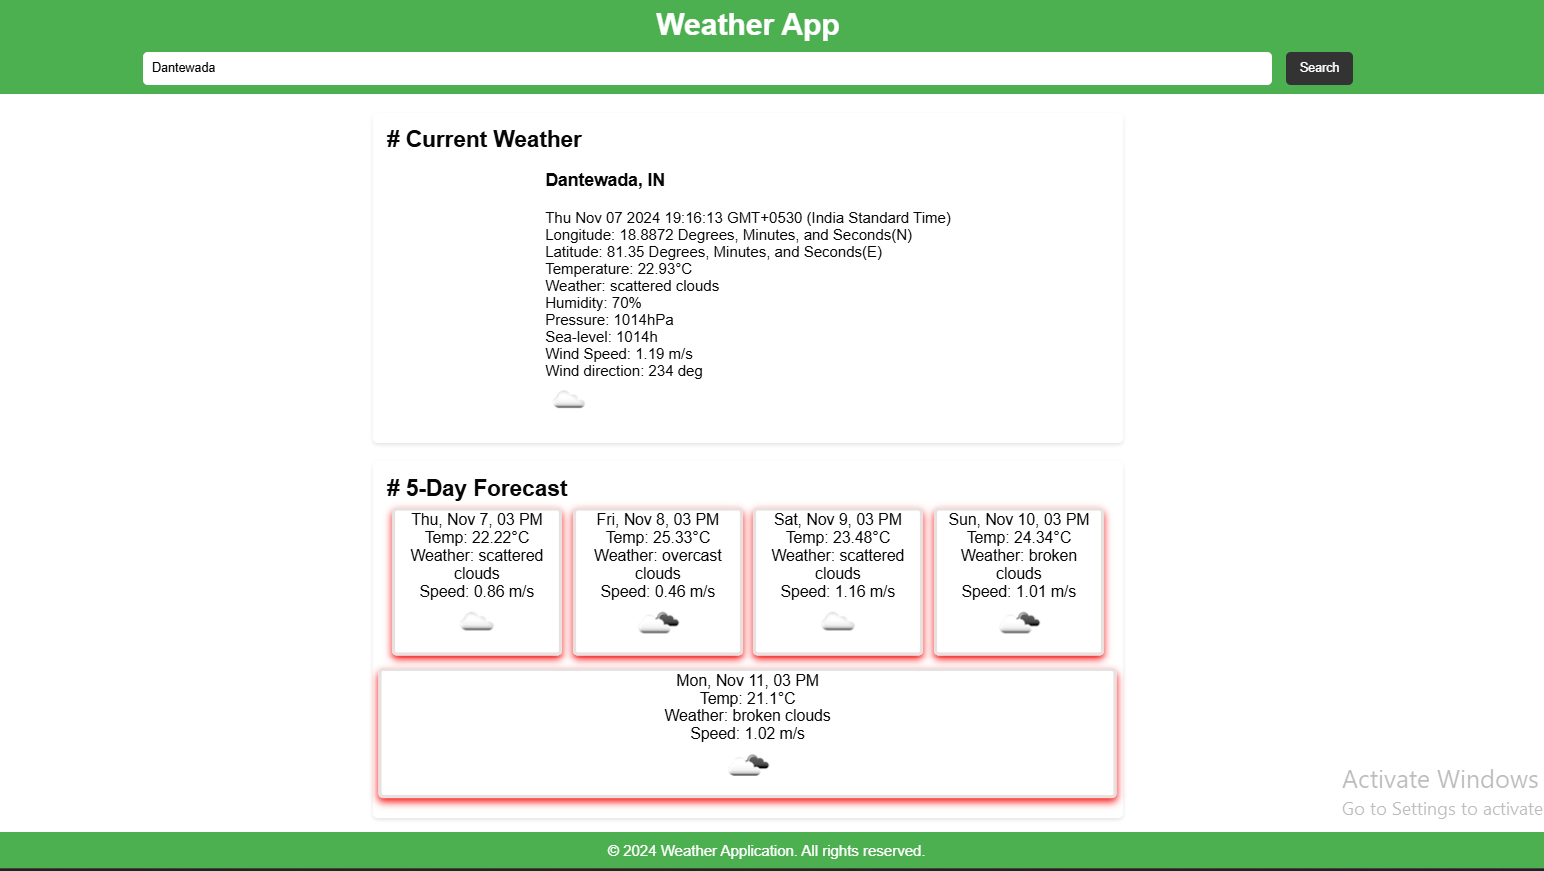 Weather App
Dantewada
Search
# Current Weather
Dantewada, IN
Thu Nov 07 2024 19:16:13 GMT+0530 (India Standard Time)
Longitude: 18.8872 Degrees, Minutes, and Seconds(N)
Latitude: 81.35 Degrees, Minutes, and Seconds(E)
Temperature: 22.93°C
Weather: scattered clouds
Humidity: 70%
Pressure: 1014hPa
Sea-level: 1014h
Wind Speed: 1.19 m/s
Wind direction: 234 deg
# 5-Day Forecast
Thu, Nov 7, 03 PM
Temp: 22.22°C
Weather: scattered
clouds
Speed: 0.86 m/s
Fri, Nov 8, 03 PM
Temp: 25.33°C
Weather: overcast
clouds
Speed: 0.46 m/s
Sat, Nov 9, 03 PM
Temp: 23.48°C
Weather: scattered
clouds
Speed: 1.16 m/s
Sun, Nov 10, 03 PM
Temp: 24.34°C
Weather: broken
clouds
Speed: 1.01 m/s
Mon, Nov 11, 03 PM
Temp: 21.1°C
Weather: broken clouds
Speed: 1.02 m/s
Activate Windows
Go to Settings to activate
© 2024 Weather Application. All rights reserved.